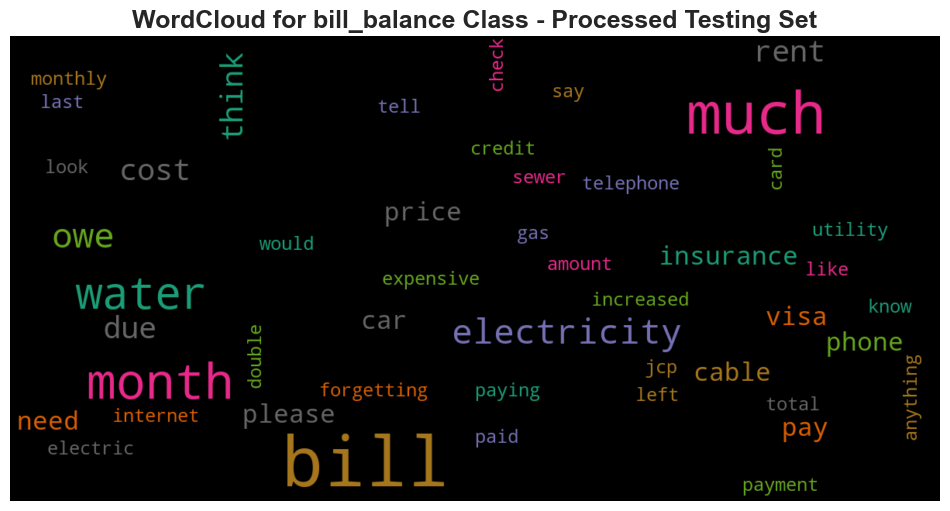 WordCloud for bill_balance Class - Processed Testing Set
check
rent
think
monthly
say
last
tell
much
credit
card
look
cost
sewer
telephone
price
owe
would
gas
utility
insurance
amount
like
expensive
water
increased
know
due
car
visa
electricity
phone
double
month
jcp
cable
anything
forgetting
paying
left
need
internet
please
total
pay
electric
paid
bill
payment